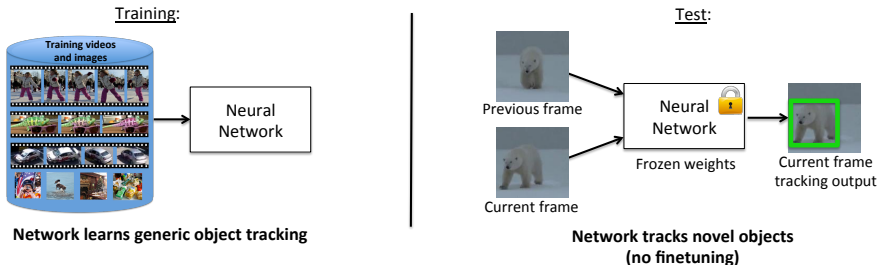 Training:
Training videos
and images
Neural
Network
Network learns generic object tracking
Test:
Previous frame
Current frame
Neural
Network
Frozen weights
Current frame
tracking output
Network tracks novel objects
(no finetuning)